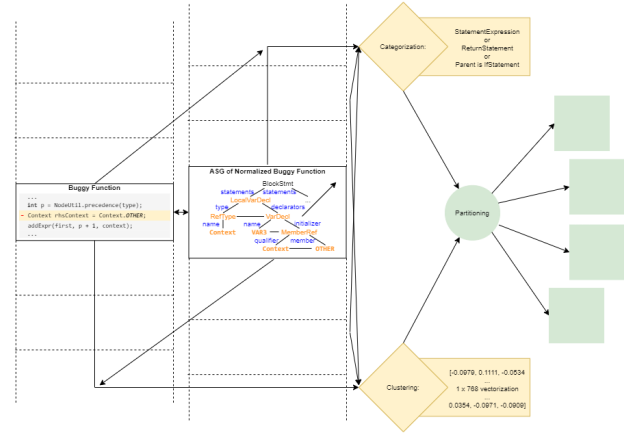 Categorization:
StatementExpression
or
ReturnStatement
or
Parent is IfStatement
Buggy Function
...
int p = NodeUtil.precedence(type);
- Context rhsContext = Context.OTHER;
addExpr(first, p + 1, context);
...
ASG of Normalized Buggy Function
BlockStmt
statements statements
LocalVarDecl ...
type declarators
RefType VarDecl
name name initializer
Context VAR3 MemberRef
qualifier member
Context OTHER
Partitioning
Clustering:
[-0.0979, 0.1111, -0.0534
...
1 x 768 vectorization
...
0.0354, -0.0971, -0.0909]